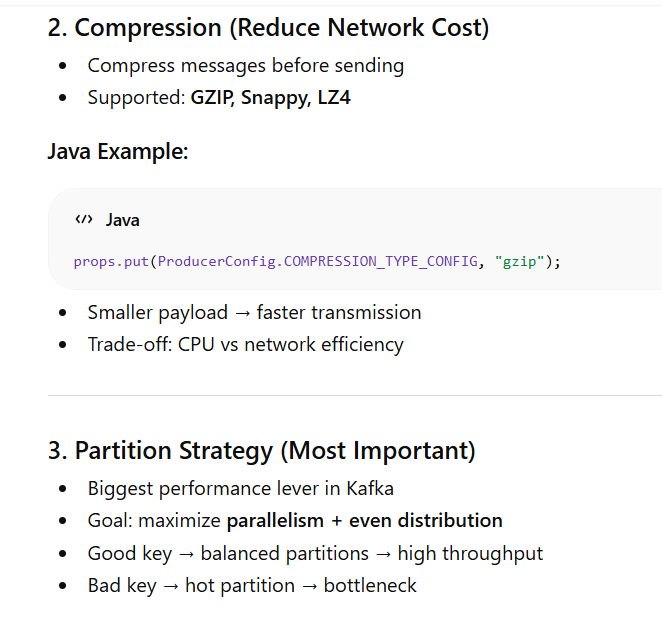 2. Compression (Reduce Network Cost)
• Compress messages before sending
• Supported: GZIP, Snappy, LZ4
Java Example:
</> Java
props.put(ProducerConfig.COMPRESSION_TYPE_CONFIG, "gzip");
• Smaller payload → faster transmission
• Trade-off: CPU vs network efficiency
3. Partition Strategy (Most Important)
• Biggest performance lever in Kafka
• Goal: maximize parallelism + even distribution
• Good key → balanced partitions → high throughput
• Bad key → hot partition → bottleneck